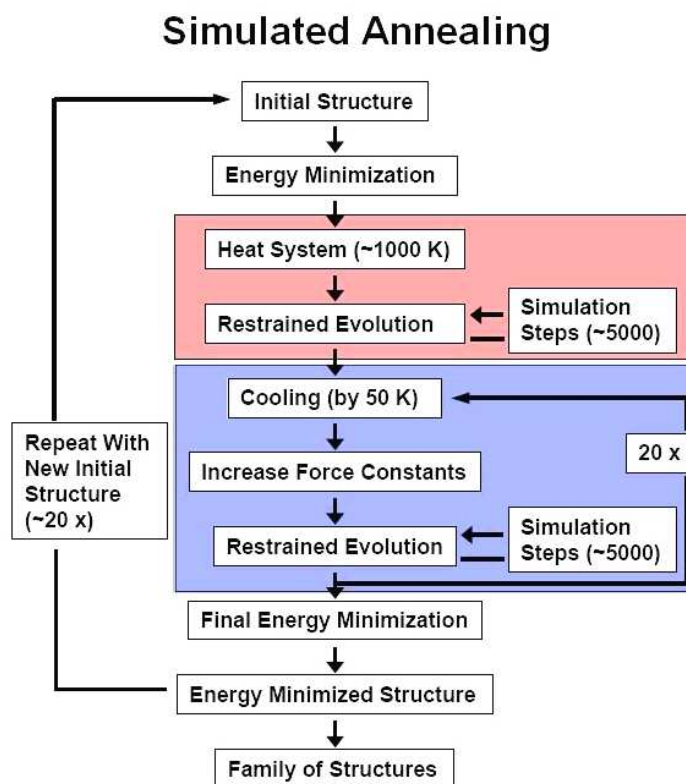 Simulated Annealing
Initial Structure
Energy Minimization
Heat System (~1000 K)
Restrained Evolution
Simulation
Steps (~5000)
Cooling (by 50 K)
Repeat With
New Initial
Structure
(~20 x)
20 x
Increase Force Constants
Restrained Evolution
Simulation
Steps (~5000)
Final Energy Minimization
Energy Minimized Structure
Family of Structures